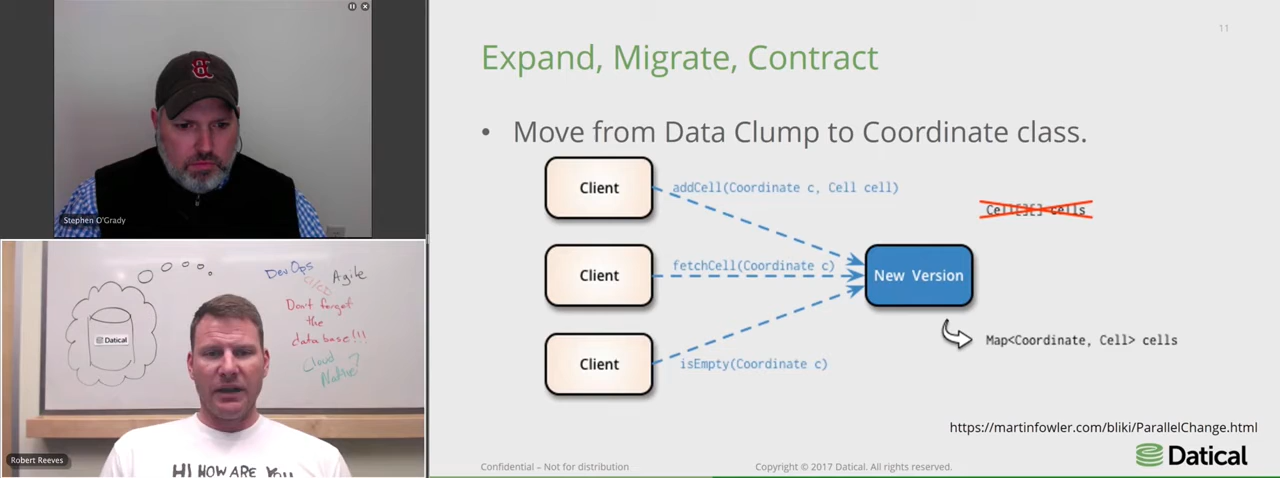 Stephen O'Grady
DevOps
CI/CD
Agile
Don't forget
the
database!!!
Cloud
Native?
Datical
Robert Reeves
HI HOW ARE YOU
11
Expand, Migrate, Contract
• Move from Data Clump to Coordinate class.
Client
addCell(Coordinate c, Cell cell)
Cell[][] cells
Client
fetchCell(Coordinate c)
New Version
Map<Coordinate, Cell> cells
Client
isEmpty(Coordinate c)
https://martinfowler.com/bliki/ParallelChange.html
Confidential – Not for distribution
Copyright © 2017 Datical. All rights reserved.
Datical